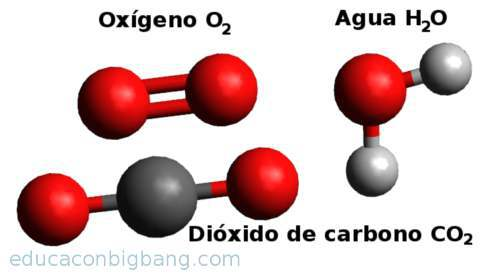 Oxígeno O₂
Agua H₂O
Dióxido de carbono CO₂
educaconbigbang.com